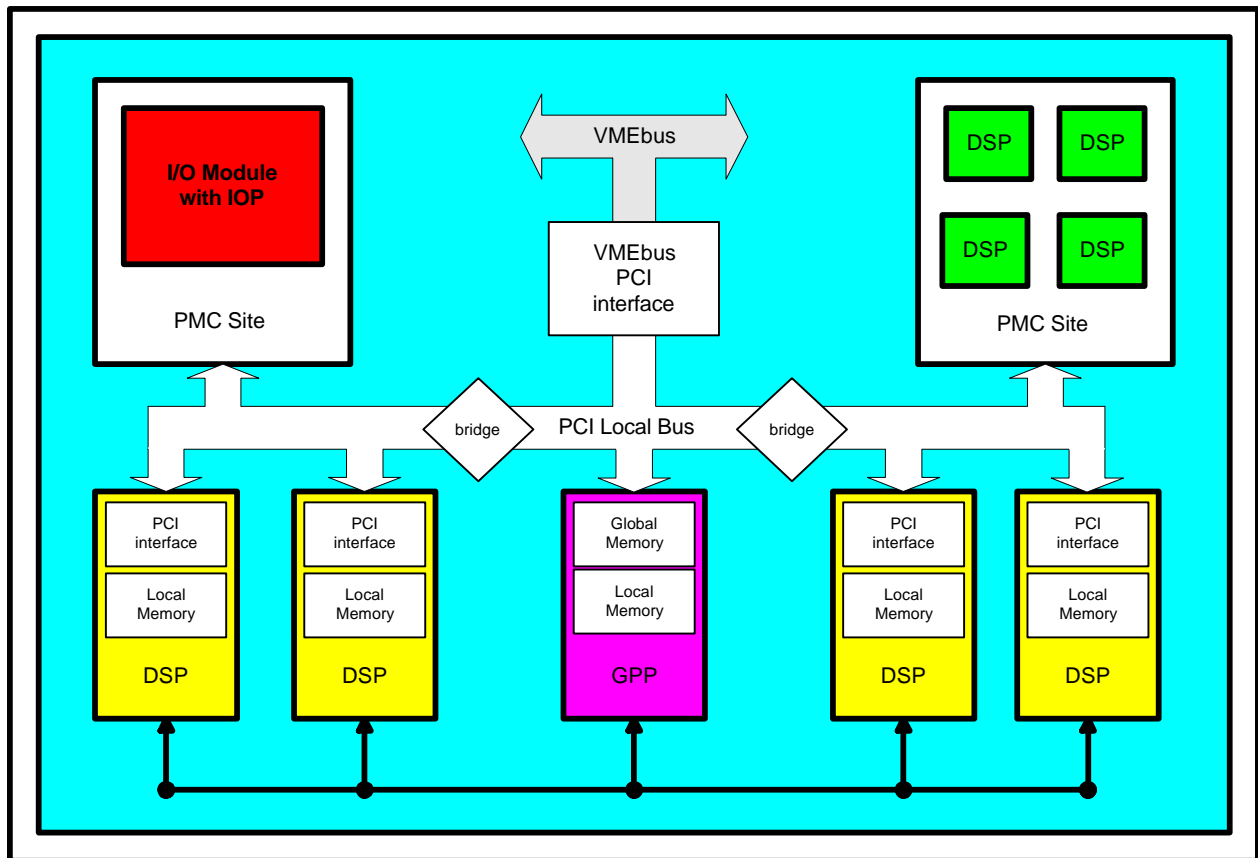 I/O Module
with IOP
PMC Site
VMEbus
VMEbus
PCI
interface
DSP
DSP
DSP
DSP
PMC Site
bridge
PCI Local Bus
bridge
PCI
interface
Local
Memory
DSP
PCI
interface
Local
Memory
DSP
Global
Memory
Local
Memory
GPP
PCI
interface
Local
Memory
DSP
PCI
interface
Local
Memory
DSP